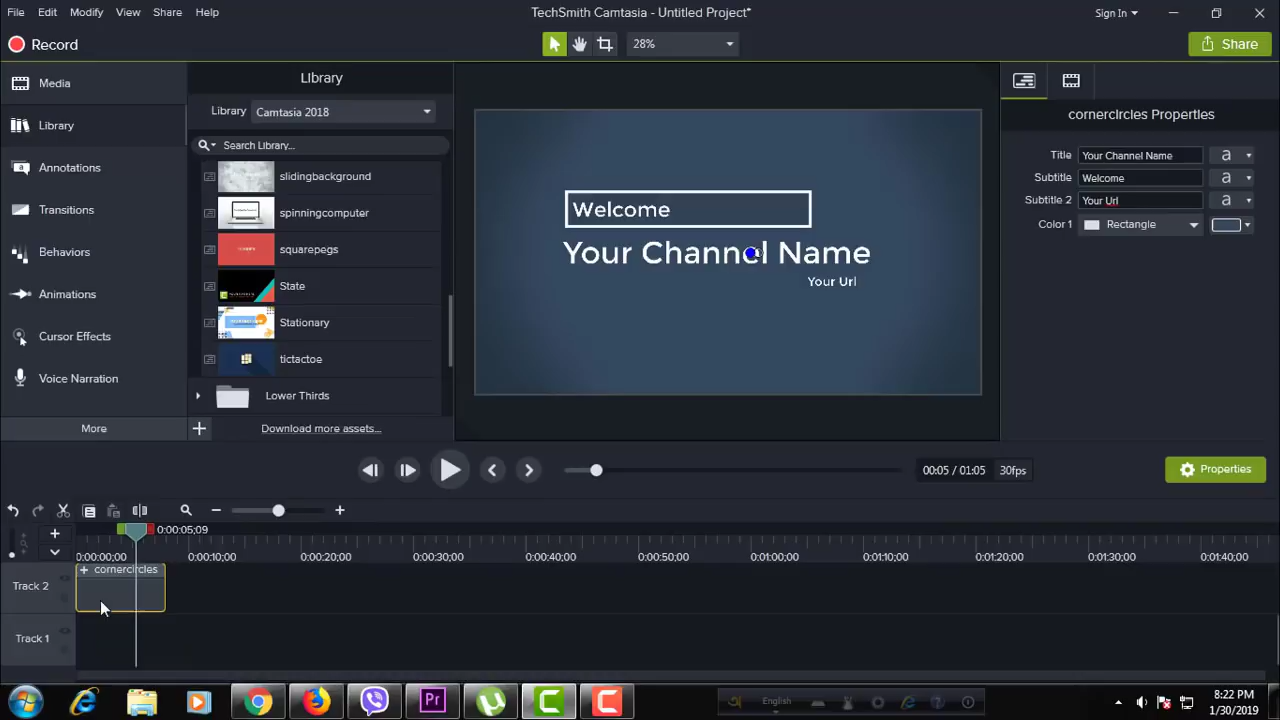 File Edit Modify View Share Help
TechSmith Camtasia - Untitled Project*
Sign In
Record
28%
Share
Media
Library
Annotations
Transitions
Behaviors
Animations
Cursor Effects
Voice Narration
More
Library
Library Camtasia 2018
Search Library...
slidingbackground
spinningcomputer
squarepegs
State
Stationary
tictactoe
Lower Thirds
Download more assets...
Welcome
Your Channel Name
Your Url
cornercircles Properties
Title Your Channel Name a
Subtitle Welcome a
Subtitle 2 Your Url a
Color 1 Rectangle
00:05 / 01:05 30fps
Properties
0:00:05;09
0:00:00;00 0:00:10;00 0:00:20;00 0:00:30;00 0:00:40;00 0:00:50;00 0:01:00;00 0:01:10;00 0:01:20;00 0:01:30;00 0:01:40;00
+ cornercircles
Track 2
Track 1
Pr
English
8:22 PM
1/30/2019